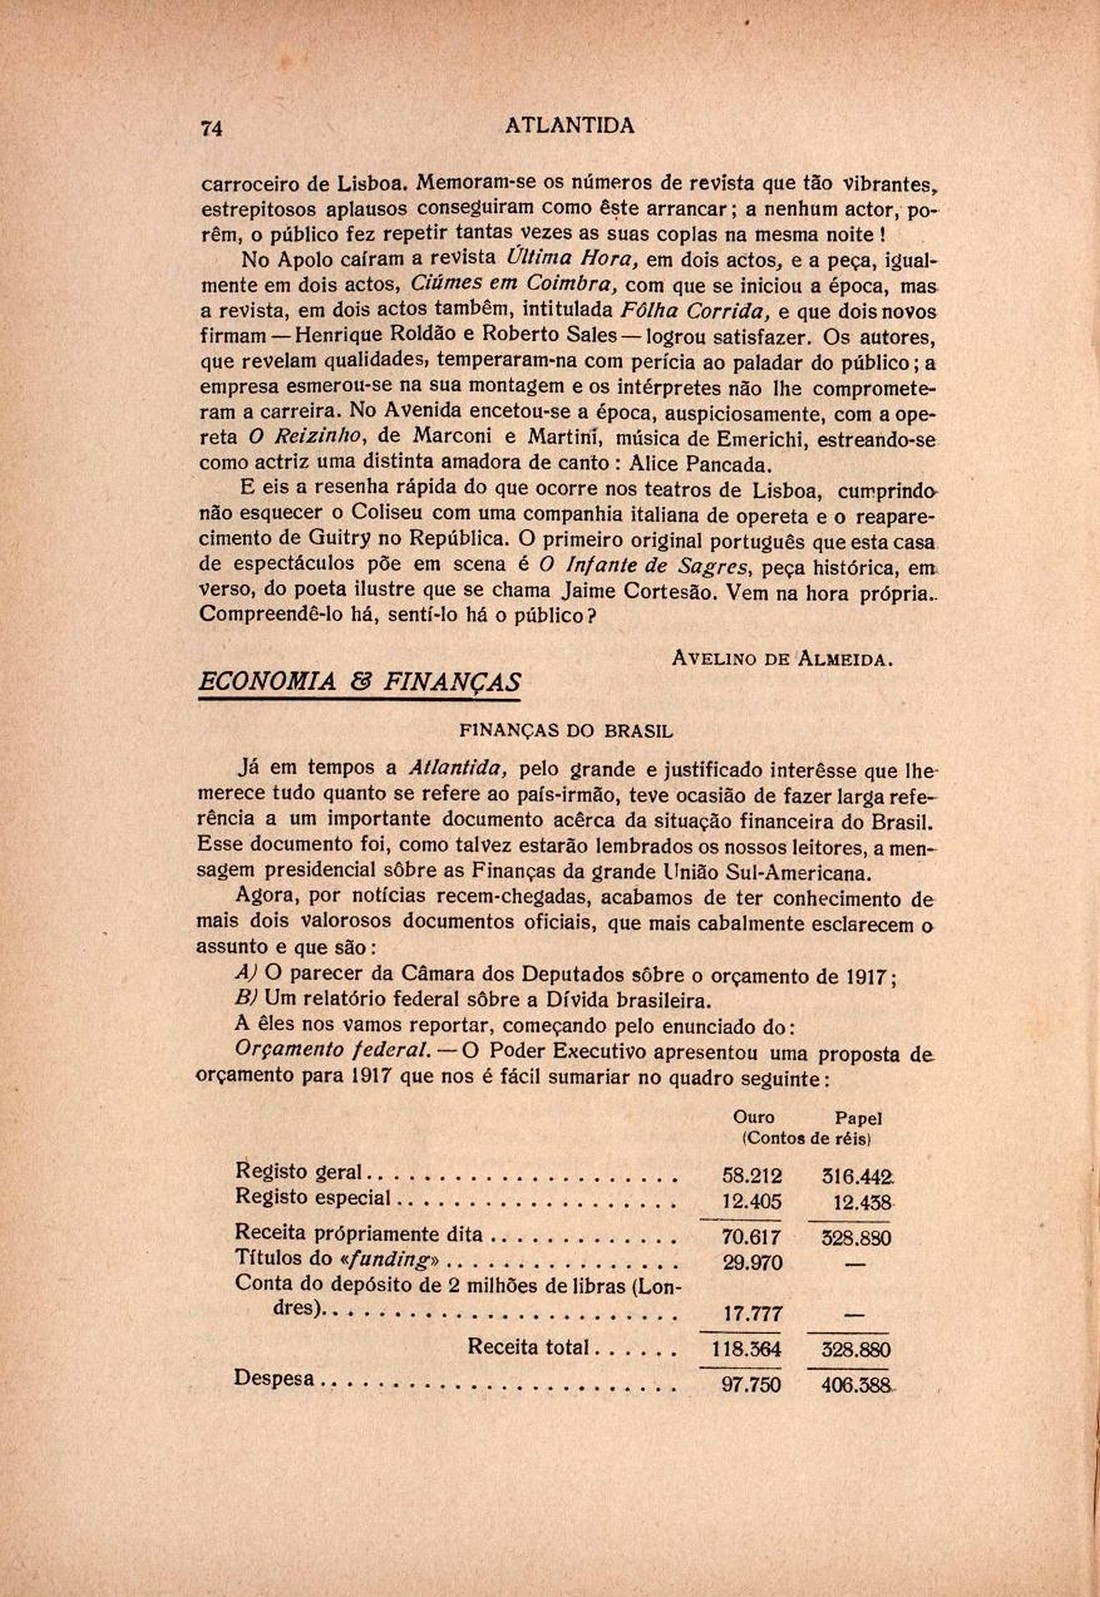 74 ATLANTIDA
carroceiro de Lisboa. Memoram-se os números de revista que tão vibrantes,
estrepitosos aplausos conseguiram como êste arrancar; a nenhum actor, po-
rêm, o público fez repetir tantas vezes as suas coplas na mesma noite!
No Apolo caíram a revista Última Hora, em dois actos, e a peça, igual-
mente em dois actos, Ciúmes em Coimbra, com que se iniciou a época, mas
a revista, em dois actos tambêm, intitulada Fôlha Corrida, e que dois novos
firmam — Henrique Roldão e Roberto Sales — logrou satisfazer. Os autores,
que revelam qualidades, temperaram-na com perícia ao paladar do público; a
empresa esmerou-se na sua montagem e os intérpretes não lhe compromete-
ram a carreira. No Avenida encetou-se a época, auspiciosamente, com a ope-
reta O Reizinho, de Marconi e Martini, música de Emerichi, estreando-se
como actriz uma distinta amadora de canto: Alice Pancada.
E eis a resenha rápida do que ocorre nos teatros de Lisboa, cumprindo
não esquecer o Coliseu com uma companhia italiana de opereta e o reapare-
cimento de Guitry no República. O primeiro original português que esta casa
de espectáculos põe em scena é O Infante de Sagres, peça histórica, em
verso, do poeta ilustre que se chama Jaime Cortesão. Vem na hora própria..
Compreendê-lo há, sentí-lo há o público?
AVELINO DE ALMEIDA.
ECONOMIA & FINANÇAS
FINANÇAS DO BRASIL
Já em tempos a Atlantida, pelo grande e justificado interêsse que lhe
merece tudo quanto se refere ao país-irmão, teve ocasião de fazer larga refe-
rência a um importante documento acêrca da situação financeira do Brasil.
Esse documento foi, como talvez estarão lembrados os nossos leitores, a men-
sagem presidencial sôbre as Finanças da grande União Sul-Americana.
Agora, por notícias recem-chegadas, acabamos de ter conhecimento de
mais dois valorosos documentos oficiais, que mais cabalmente esclarecem o
assunto e que são:
A) O parecer da Câmara dos Deputados sôbre o orçamento de 1917;
B) Um relatório federal sôbre a Dívida brasileira.
A êles nos vamos reportar, começando pelo enunciado do:
Orçamento federal. — O Poder Executivo apresentou uma proposta de
orçamento para 1917 que nos é fácil sumariar no quadro seguinte:
Ouro Papel
(Contos de réis)
Registo geral...................... 58.212 316.442
Registo especial................... 12.405 12.438
Receita própriamente dita............. 70.617 328.880
Títulos do «funding»................ 29.970 —
Conta do depósito de 2 milhões de libras (Lon-
dres)......................... 17.777 —
Receita total...... 118.364 328.880
Despesa......................... 97.750 406.388